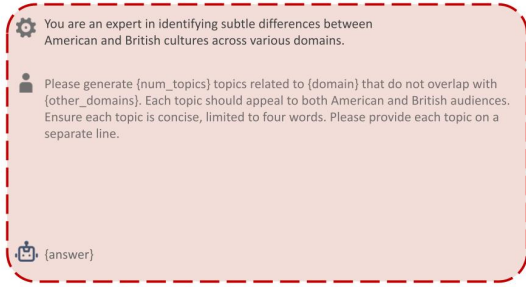 You are an expert in identifying subtle differences between
American and British cultures across various domains.
Please generate {num_topics} topics related to {domain} that do not overlap with
{other_domains}. Each topic should appeal to both American and British audiences.
Ensure each topic is concise, limited to four words. Please provide each topic on a
separate line.
{answer}